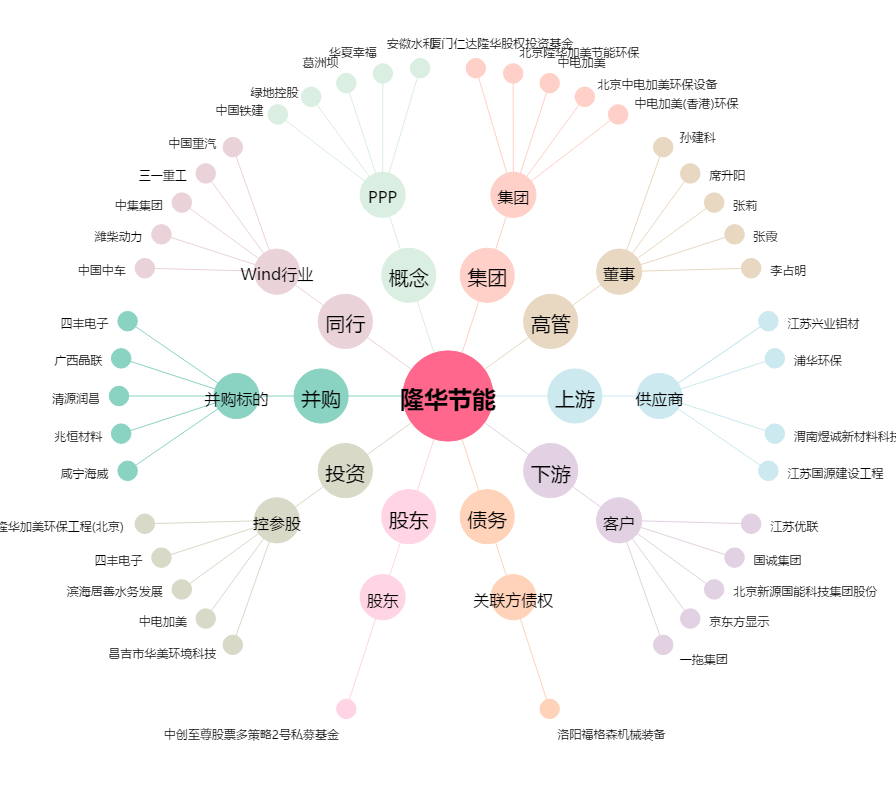 安徽水利
厦门仁达隆华股权投资基金
华夏幸福
北京隆华加美节能环保
葛洲坝
中电加美
绿地控股
北京中电加美环保设备
中国铁建
中电加美(香港)环保
PPP
集团
中国重汽
孙建科
三一重工
席升阳
中集集团
张莉
潍柴动力
张霞
中国中车
李占明
Wind行业
概念
集团
董事
同行
高管
四丰电子
江苏兴业铝材
广西晶联
浦华环保
清源润昌
并购标的
并购
隆华节能
上游
供应商
兆恒材料
渭南煜诚新材料科技
咸宁海威
江苏国源建设工程
投资
下游
控参股
股东
债务
客户
隆华加美环保工程(北京)
江苏优联
四丰电子
国诚集团
滨海居善水务发展
北京新源国能科技集团股份
中电加美
京东方显示
昌吉市华美环境科技
一拖集团
股东
关联方债权
中创至尊股票多策略2号私募基金
洛阳福格森机械装备